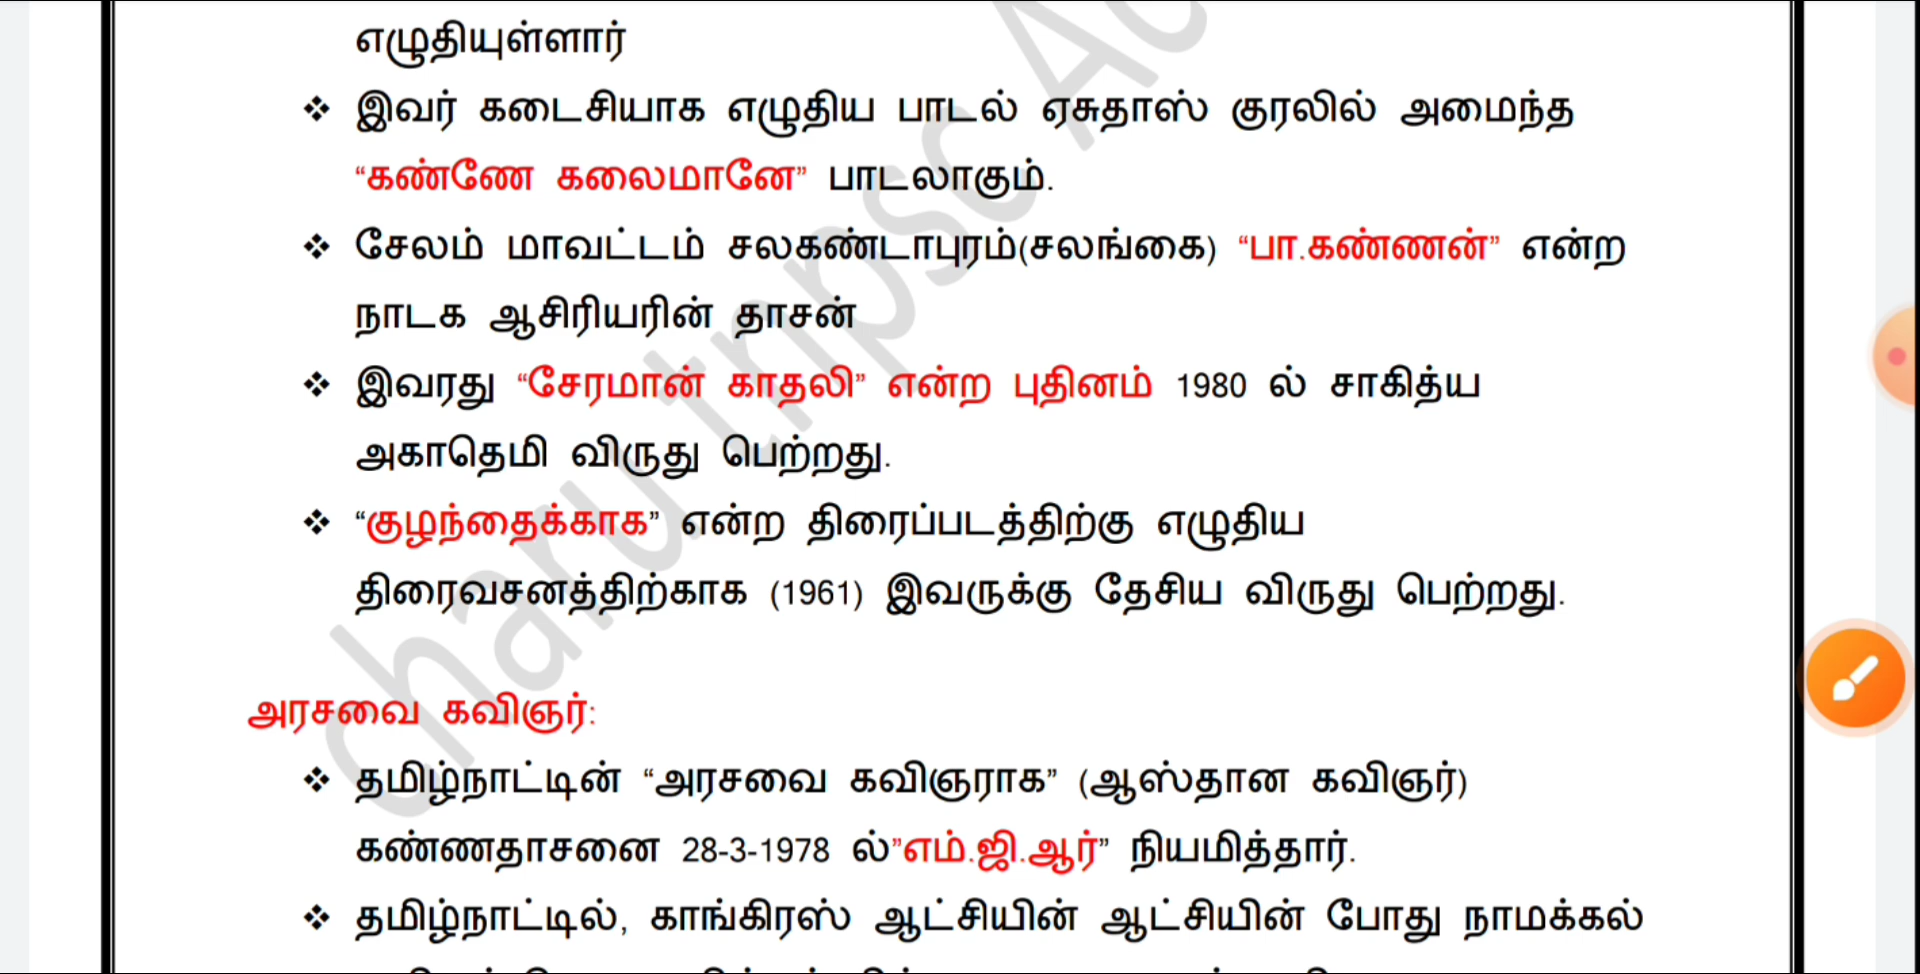 எழுதியுள்ளார்
❖ இவர் கடைசியாக எழுதிய பாடல் ஏசுதாஸ் குரலில் அமைந்த
“கண்ணே கலைமானே” பாடலாகும்.
❖ சேலம் மாவட்டம் சலகண்டாபுரம்(சலங்கை) “பா.கண்ணன்” என்ற
நாடக ஆசிரியரின் தாசன்
❖ இவரது “சேரமான் காதலி” என்ற புதினம் 1980 ல் சாகித்ய
அகாதெமி விருது பெற்றது.
❖ “குழந்தைக்காக” என்ற திரைப்படத்திற்கு எழுதிய
திரைவசனத்திற்காக (1961) இவருக்கு தேசிய விருது பெற்றது.
அரசவை கவிஞர்:
❖ தமிழ்நாட்டின் “அரசவை கவிஞராக” (ஆஸ்தான கவிஞர்)
கண்ணதாசனை 28-3-1978 ல்”எம்.ஜி.ஆர்” நியமித்தார்.
❖ தமிழ்நாட்டில், காங்கிரஸ் ஆட்சியின் ஆட்சியின் போது நாமக்கல்
charu tnpsc